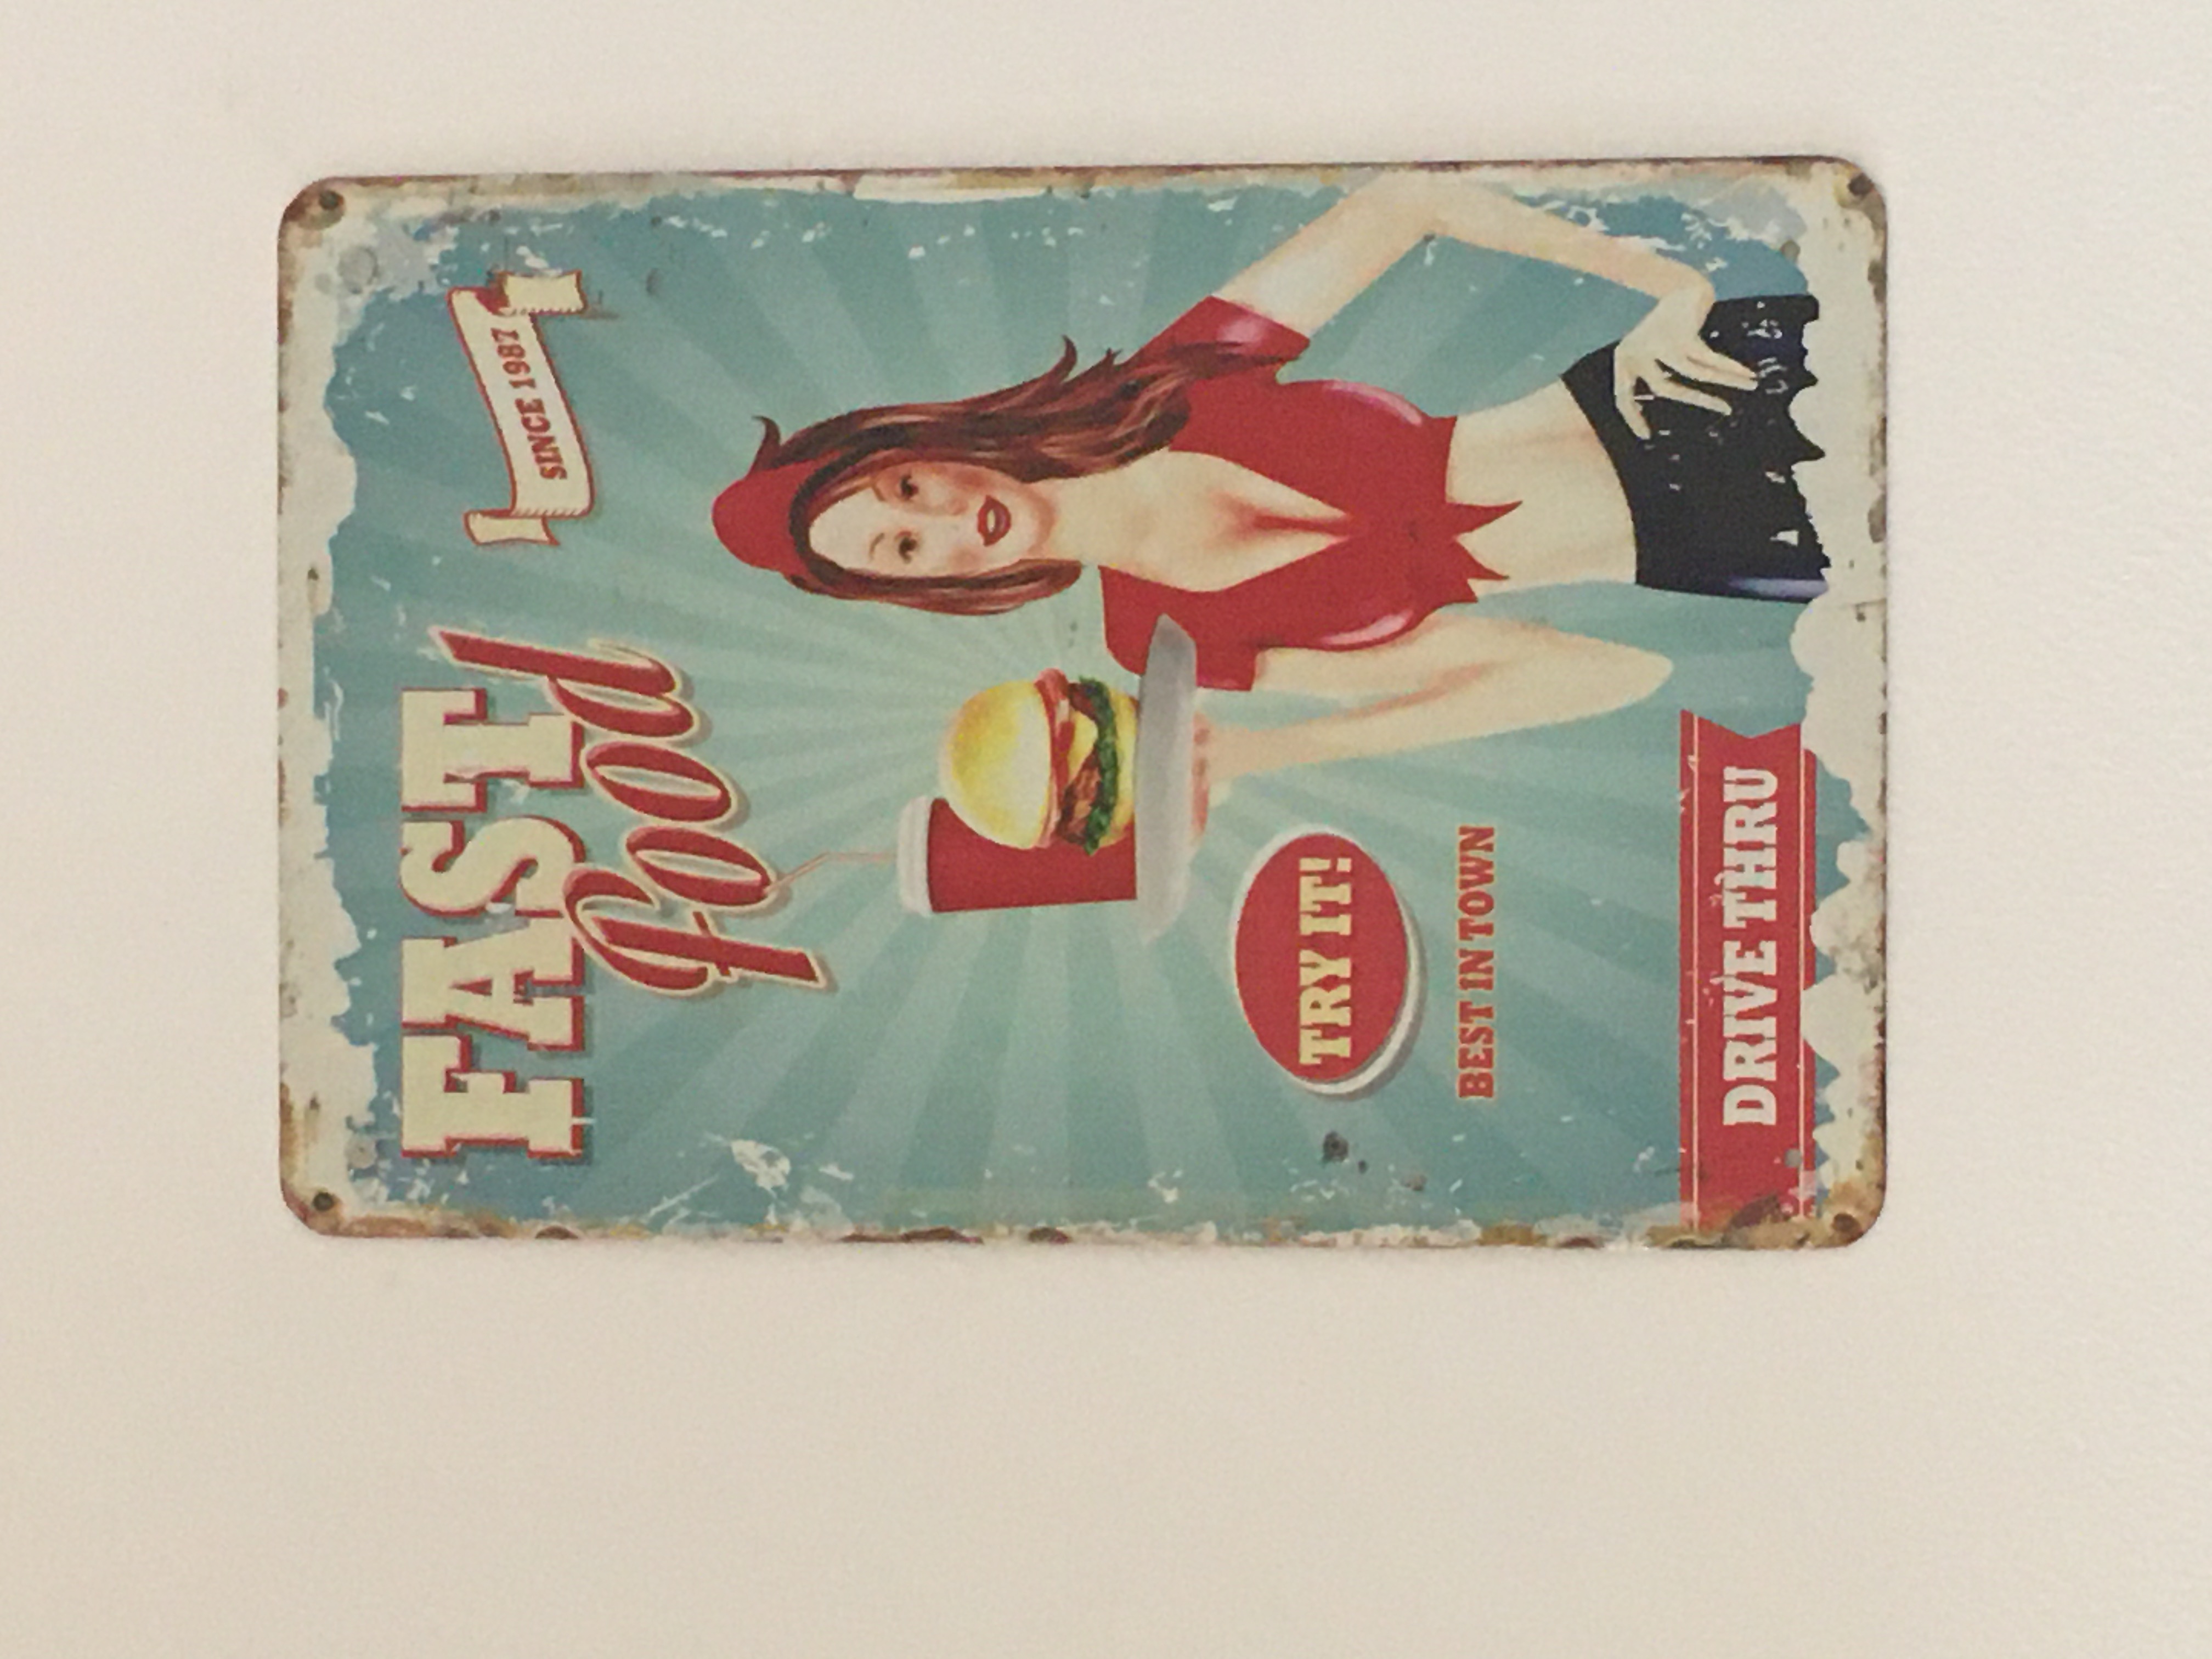 FAST
food
SINCE 1987
TRY IT!
BEST IN TOWN
DRIVE THRU